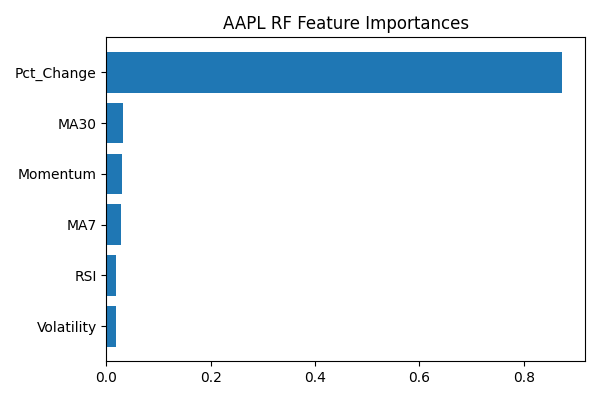 AAPL RF Feature Importances
Pct_Change
MA30
Momentum
MA7
RSI
Volatility
0.0 0.2 0.4 0.6 0.8